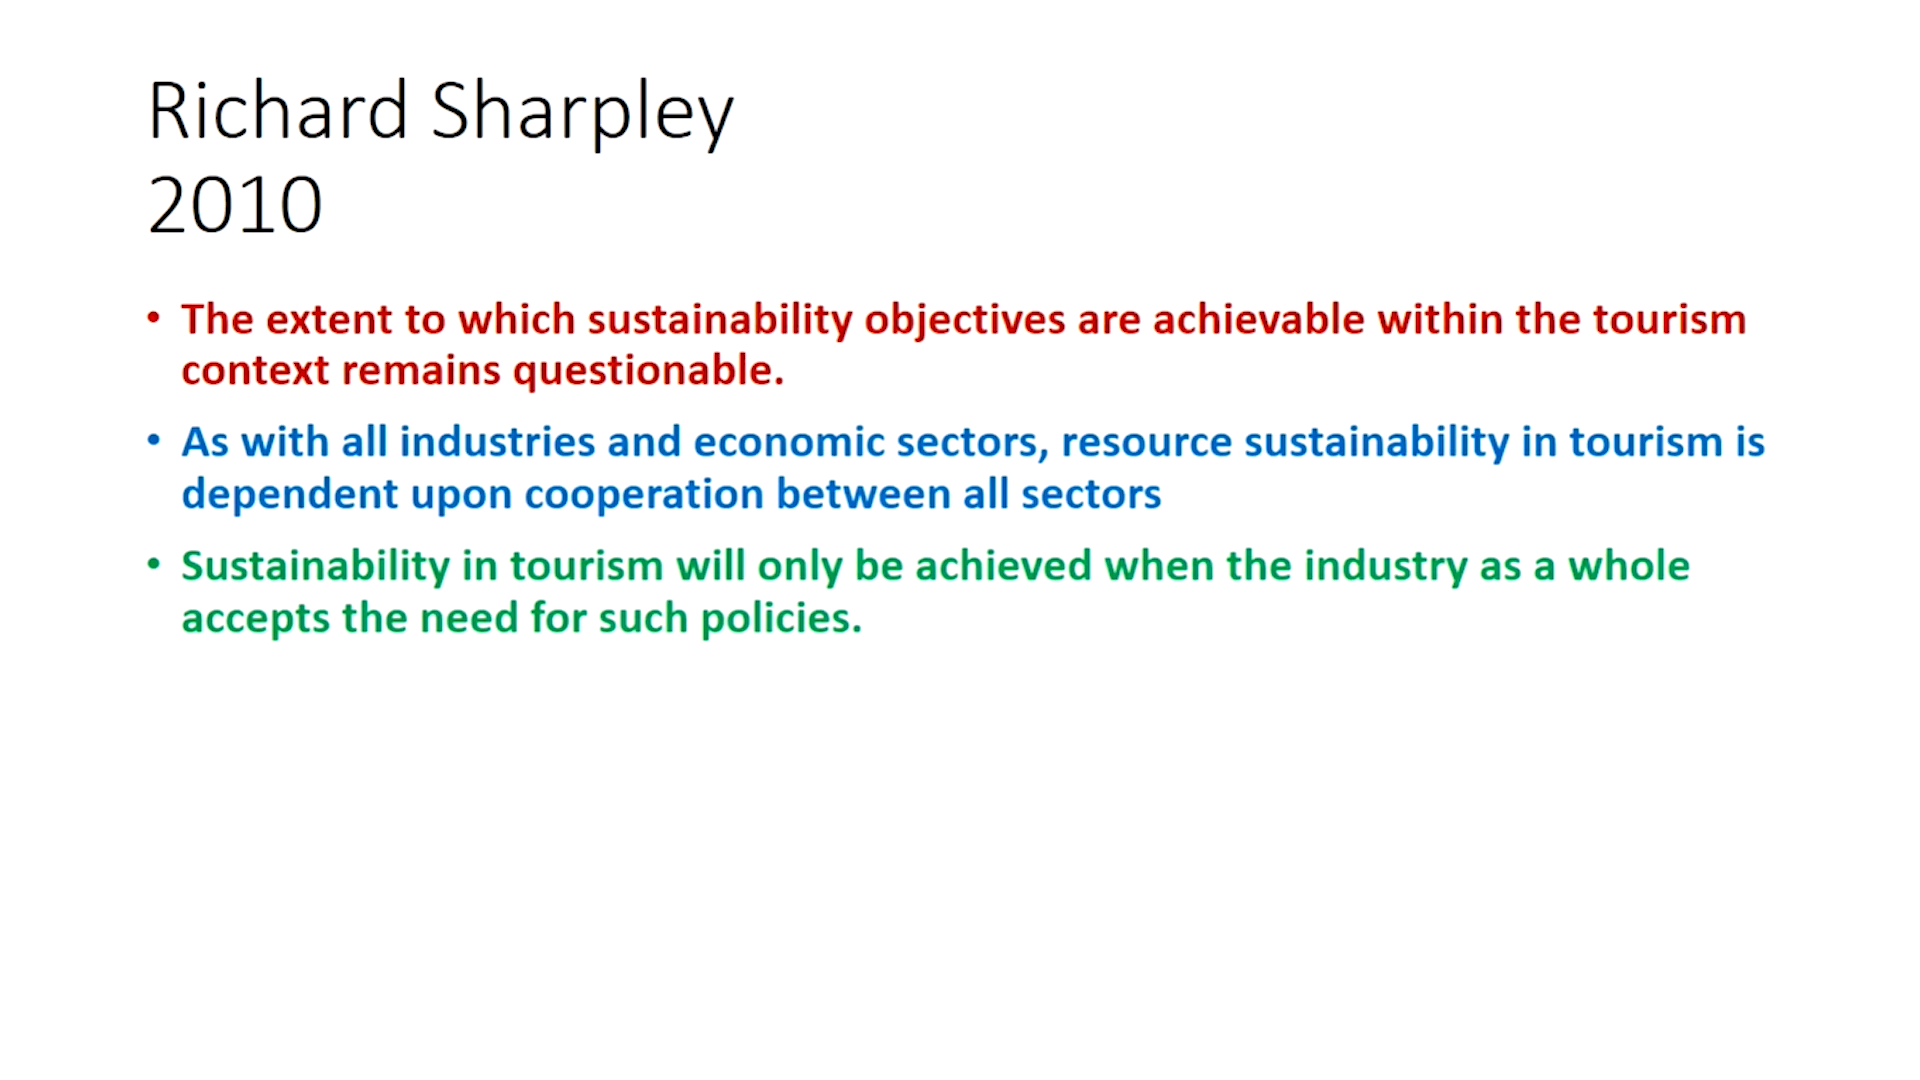 Richard Sharpley
2010
• The extent to which sustainability objectives are achievable within the tourism
context remains questionable.
• As with all industries and economic sectors, resource sustainability in tourism is
dependent upon cooperation between all sectors
• Sustainability in tourism will only be achieved when the industry as a whole
accepts the need for such policies.